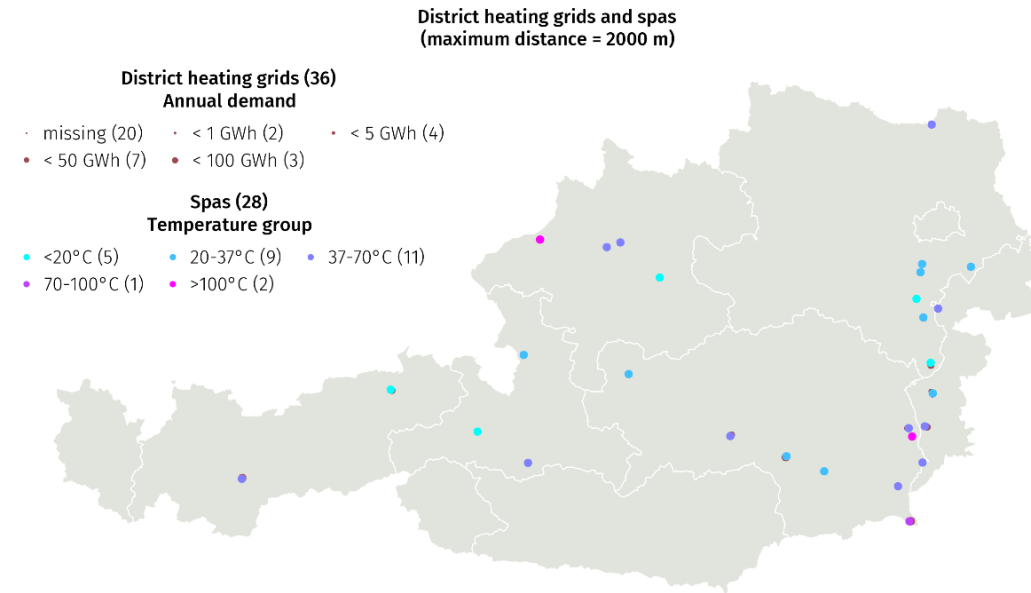 District heating grids and spas
(maximum distance = 2000 m)
District heating grids (36)
Annual demand
missing (20) < 1 GWh (2) < 5 GWh (4)
< 50 GWh (7) < 100 GWh (3)
Spas (28)
Temperature group
<20°C (5) 20-37°C (9) 37-70°C (11)
70-100°C (1) >100°C (2)